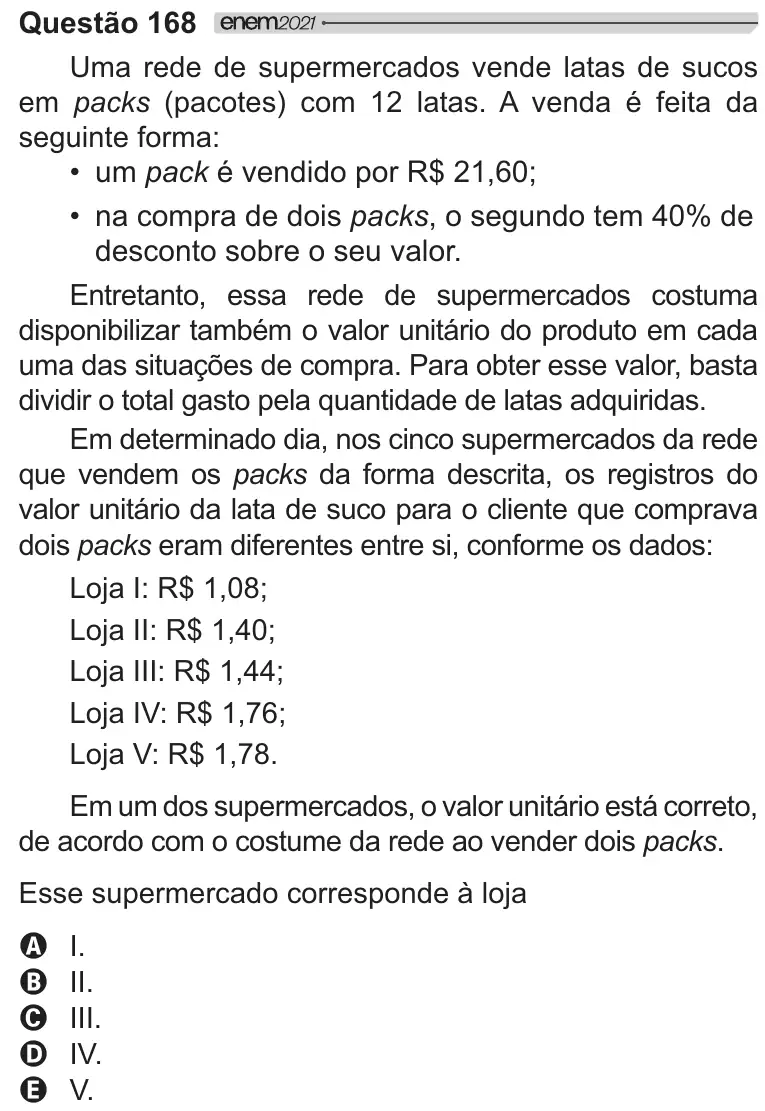 Questão 168 enem2021
Uma rede de supermercados vende latas de sucos
em packs (pacotes) com 12 latas. A venda é feita da
seguinte forma:
• um pack é vendido por R$ 21,60;
• na compra de dois packs, o segundo tem 40% de
desconto sobre o seu valor.
Entretanto, essa rede de supermercados costuma
disponibilizar também o valor unitário do produto em cada
uma das situações de compra. Para obter esse valor, basta
dividir o total gasto pela quantidade de latas adquiridas.
Em determinado dia, nos cinco supermercados da rede
que vendem os packs da forma descrita, os registros do
valor unitário da lata de suco para o cliente que comprava
dois packs eram diferentes entre si, conforme os dados:
Loja I: R$ 1,08;
Loja II: R$ 1,40;
Loja III: R$ 1,44;
Loja IV: R$ 1,76;
Loja V: R$ 1,78.
Em um dos supermercados, o valor unitário está correto,
de acordo com o costume da rede ao vender dois packs.
Esse supermercado corresponde à loja
A I.
B II.
C III.
D IV.
E V.